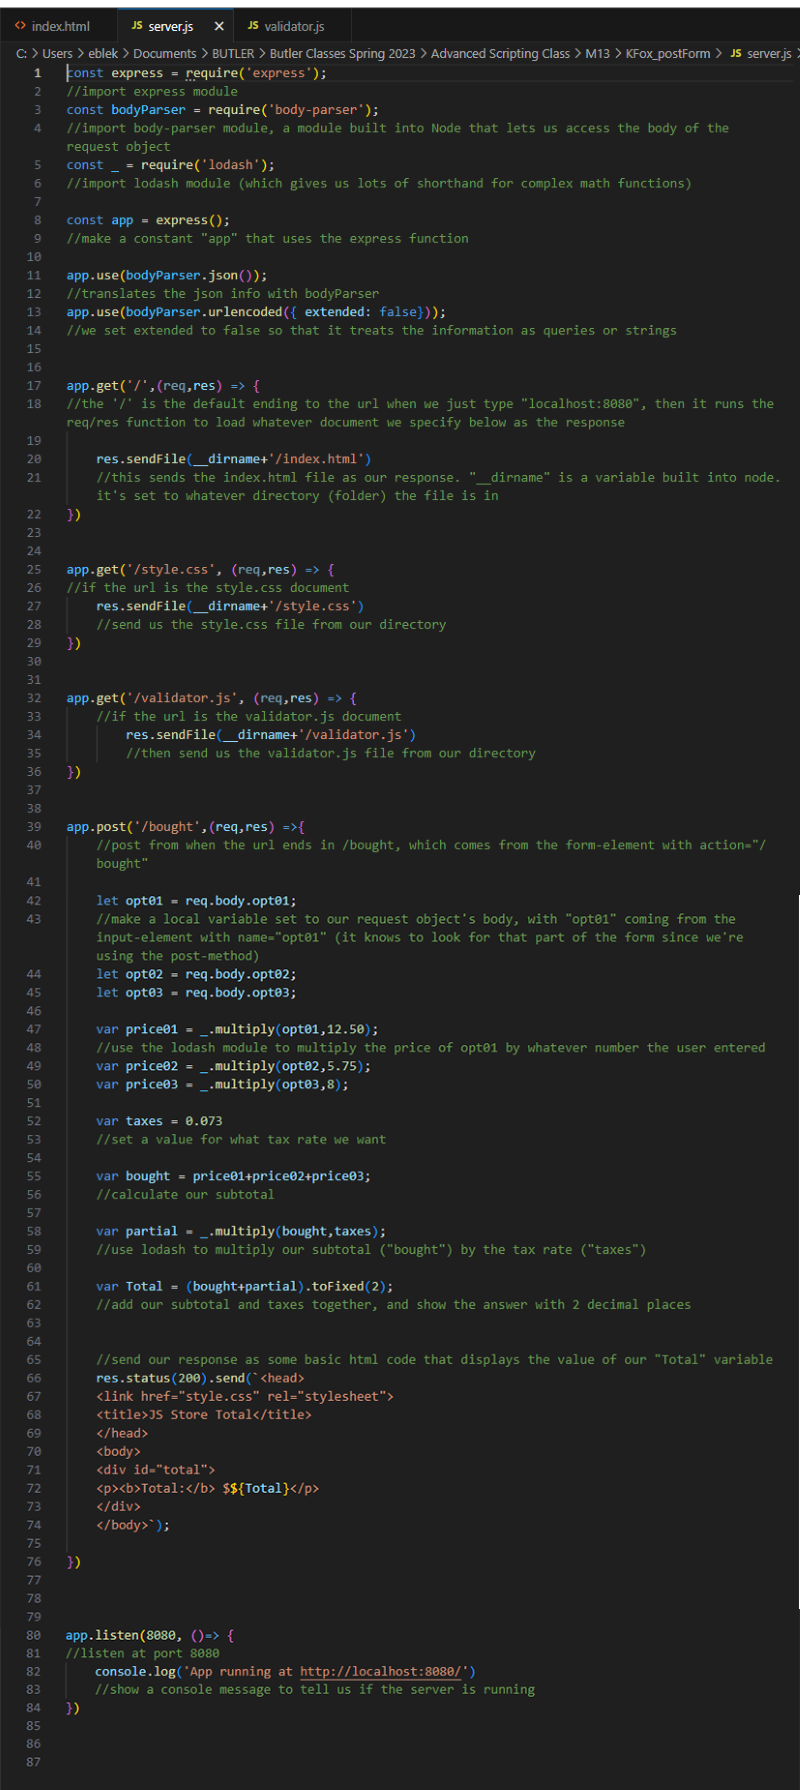 index.html JS server.js × JS validator.js
C: > Users > eblek > Documents > BUTLER > Butler Classes Spring 2023 > Advanced Scripting Class > M13 > KFox_postForm > JS server.js >
1 const express = require('express');
2 //import express module
3 const bodyParser = require('body-parser');
4 //import body-parser module, a module built into Node that lets us access the body of the
request object
5 const _ = require('lodash');
6 //import lodash module (which gives us lots of shorthand for complex math functions)
7
8 const app = express();
9 //make a constant "app" that uses the express function
10
11 app.use(bodyParser.json());
12 //translates the json info with bodyParser
13 app.use(bodyParser.urlencoded({ extended: false}));
14 //we set extended to false so that it treats the information as queries or strings
15
16
17 app.get('/',(req,res) => {
18 //the '/' is the default ending to the url when we just type "localhost:8080", then it runs the
req/res function to load whatever document we specify below as the response
19
20 res.sendFile(__dirname+'/index.html')
21 //this sends the index.html file as our response. "__dirname" is a variable built into node.
it's set to whatever directory (folder) the file is in
22 })
23
24
25 app.get('/style.css', (req,res) => {
26 //if the url is the style.css document
27 res.sendFile(__dirname+'/style.css')
28 //send us the style.css file from our directory
29 })
30
31
32 app.get('/validator.js', (req,res) => {
33 //if the url is the validator.js document
34 res.sendFile(__dirname+'/validator.js')
35 //then send us the validator.js file from our directory
36 })
37
38
39 app.post('/bought',(req,res) =>{
40 //post from when the url ends in /bought, which comes from the form-element with action="/
bought"
41
42 let opt01 = req.body.opt01;
43 //make a local variable set to our request object's body, with "opt01" coming from the
input-element with name="opt01" (it knows to look for that part of the form since we're
using the post-method)
44 let opt02 = req.body.opt02;
45 let opt03 = req.body.opt03;
46
47 var price01 = _.multiply(opt01,12.50);
48 //use the lodash module to multiply the price of opt01 by whatever number the user entered
49 var price02 = _.multiply(opt02,5.75);
50 var price03 = _.multiply(opt03,8);
51
52 var taxes = 0.073
53 //set a value for what tax rate we want
54
55 var bought = price01+price02+price03;
56 //calculate our subtotal
57
58 var partial = _.multiply(bought,taxes);
59 //use lodash to multiply our subtotal ("bought") by the tax rate ("taxes")
60
61 var Total = (bought+partial).toFixed(2);
62 //add our subtotal and taxes together, and show the answer with 2 decimal places
63
64
65 //send our response as some basic html code that displays the value of our "Total" variable
66 res.status(200).send(`<head>
67 <link href="style.css" rel="stylesheet">
68 <title>JS Store Total</title>
69 </head>
70 <body>
71 <div id="total">
72 <p><b>Total:</b> $${Total}</p>
73 </div>
74 </body>`);
75
76 })
77
78
79
80 app.listen(8080, ()=> {
81 //listen at port 8080
82 console.log('App running at http://localhost:8080/')
83 //show a console message to tell us if the server is running
84 })
85
86
87